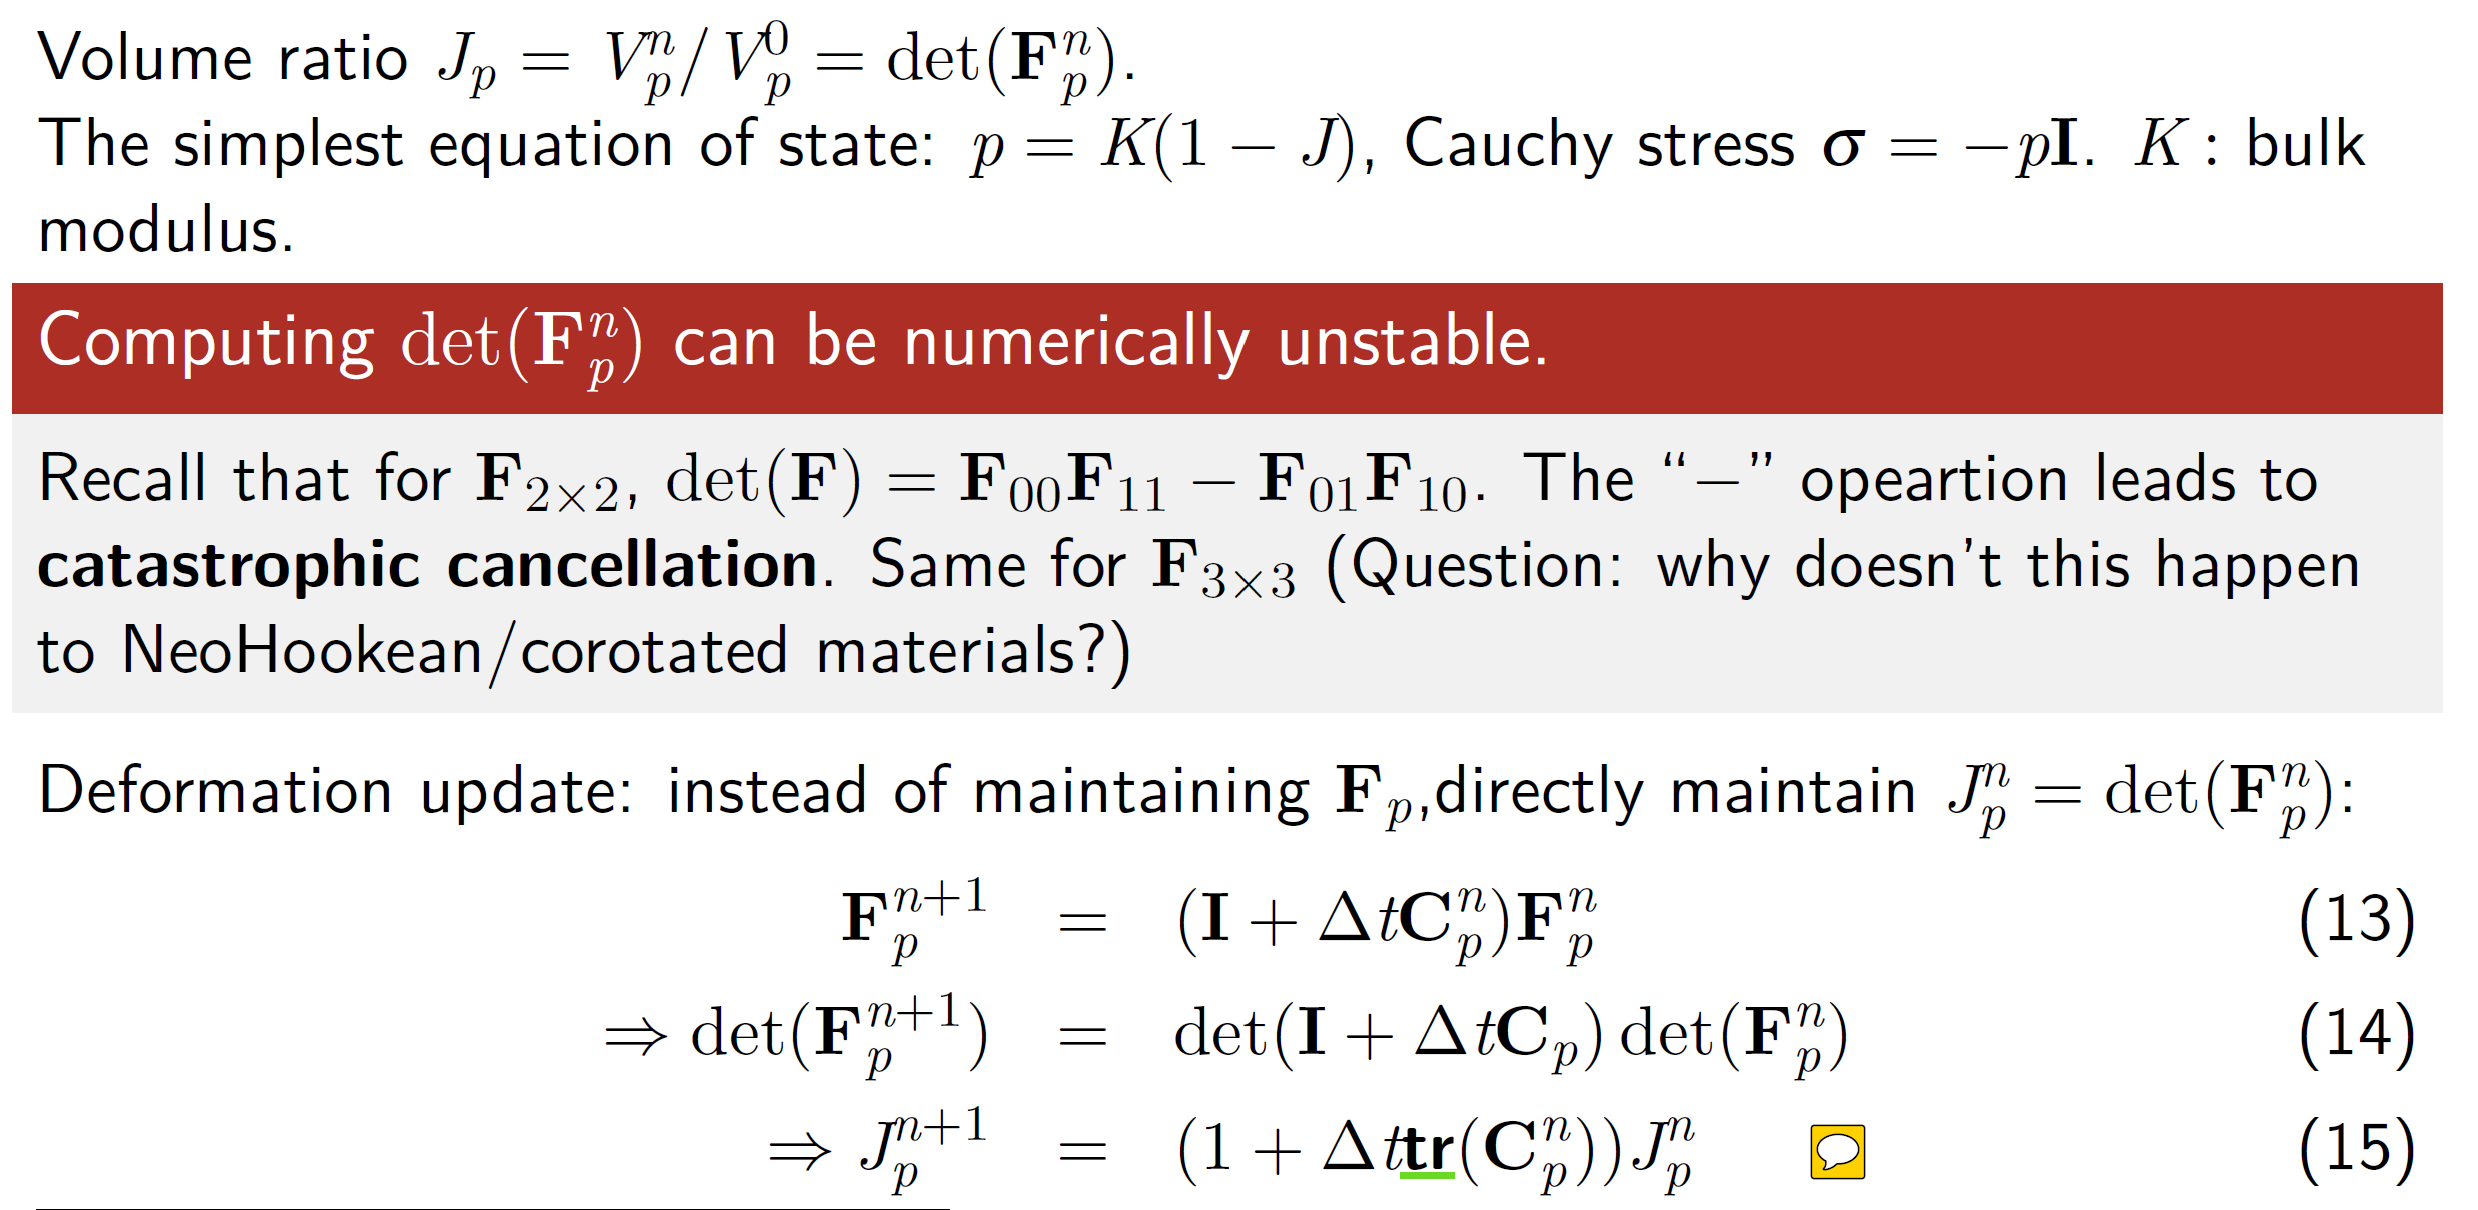 Volume ratio $J_p = V_p^n / V_p^0 = \det(\mathbf{F}_p^n)$.
The simplest equation of state: $p = K(1 - J)$, Cauchy stress $\boldsymbol{\sigma} = -p\mathbf{I}$. $K$ : bulk
modulus.
Computing $\det(\mathbf{F}_p^n)$ can be numerically unstable.
Recall that for $\mathbf{F}_{2\times2}$, $\det(\mathbf{F}) = \mathbf{F}_{00}\mathbf{F}_{11} - \mathbf{F}_{01}\mathbf{F}_{10}$. The “−” opeartion leads to
catastrophic cancellation. Same for $\mathbf{F}_{3\times3}$ (Question: why doesn't this happen
to NeoHookean/corotated materials?)
Deformation update: instead of maintaining $\mathbf{F}_p$,directly maintain $J_p^n = \det(\mathbf{F}_p^n)$:
$\mathbf{F}_p^{n+1} = (\mathbf{I} + \Delta t\mathbf{C}_p^n)\mathbf{F}_p^n$ (13)
$\Rightarrow \det(\mathbf{F}_p^{n+1}) = \det(\mathbf{I} + \Delta t\mathbf{C}_p)\det(\mathbf{F}_p^n)$ (14)
$\Rightarrow J_p^{n+1} = (1 + \Delta t\mathbf{tr}(\mathbf{C}_p^n))J_p^n$ (15)